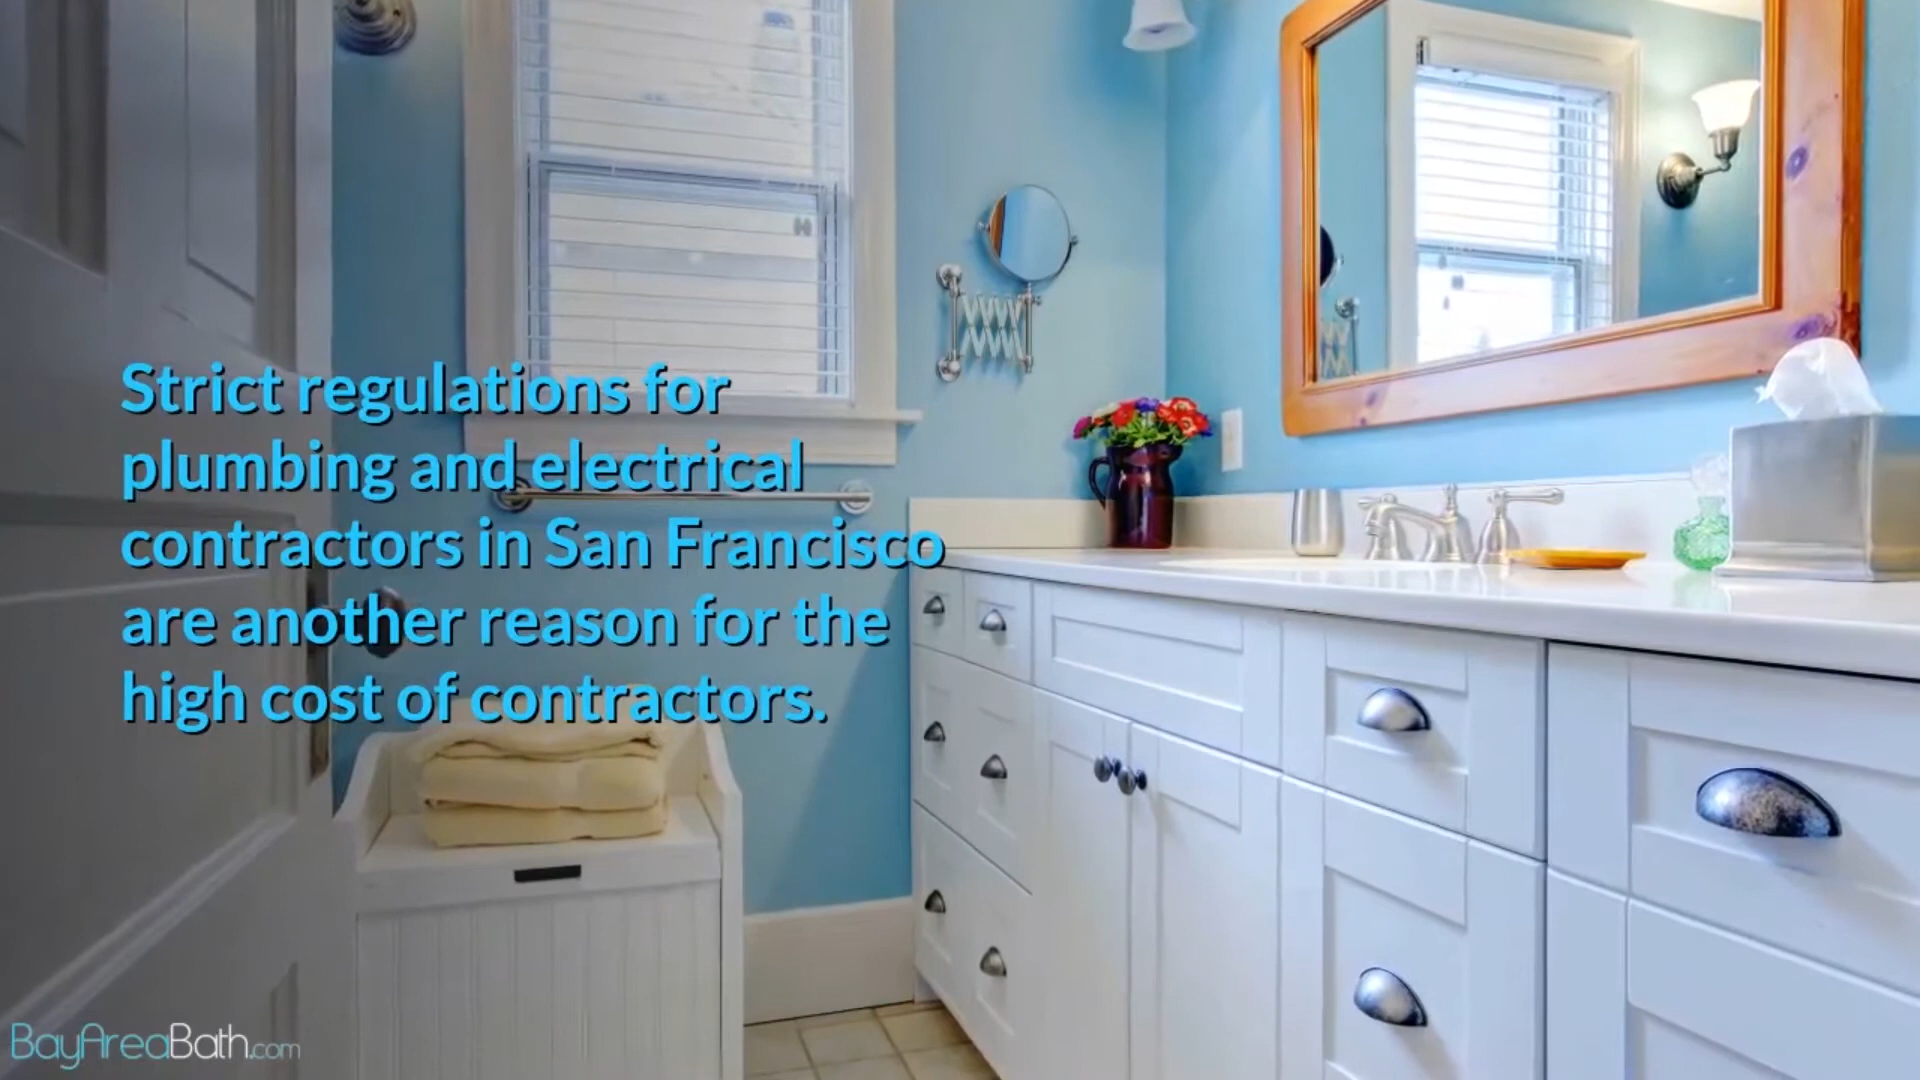 Strict regulations for
plumbing and electrical
contractors in San Francisco
are another reason for the
high cost of contractors.
BayAreaBath.com